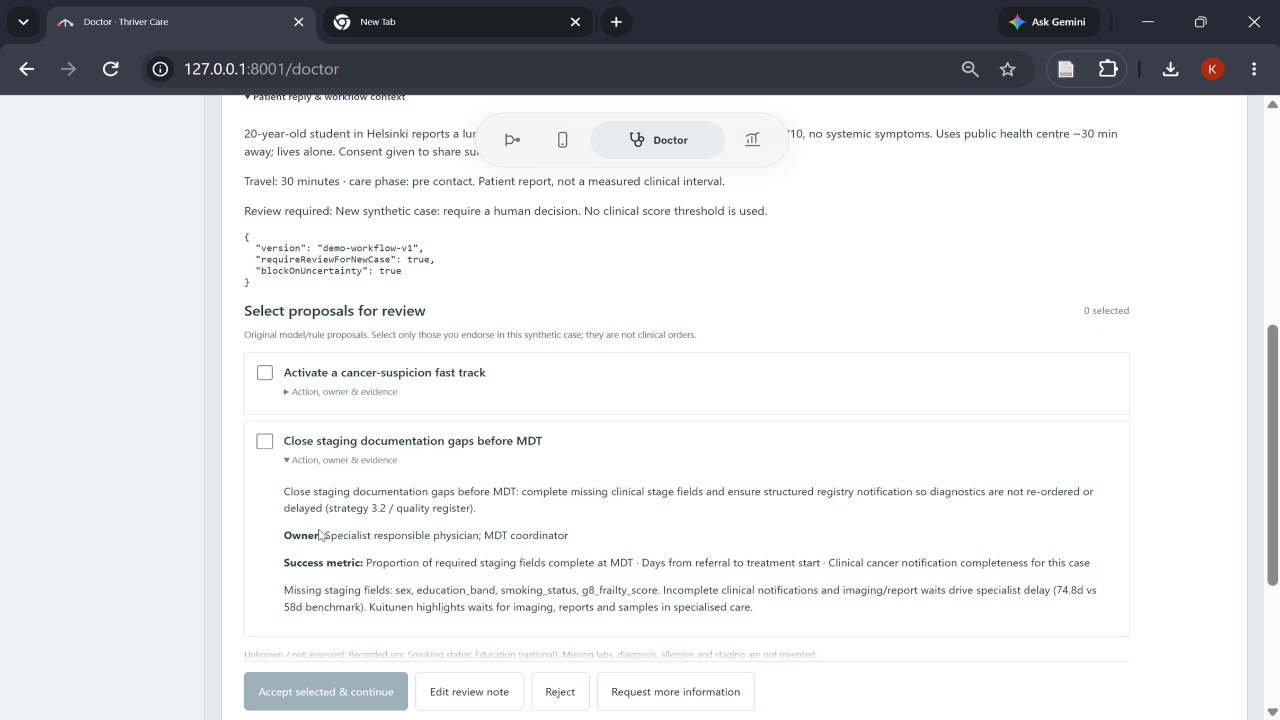 Doctor · Thriver Care
New Tab
Ask Gemini
127.0.0.1:8001/doctor
K
▾ Patient reply & workflow context
Doctor
20-year-old student in Helsinki reports a lu
/10, no systemic symptoms. Uses public health centre ~30 min
away; lives alone. Consent given to share su
Travel: 30 minutes · care phase: pre contact. Patient report, not a measured clinical interval.
Review required: New synthetic case: require a human decision. No clinical score threshold is used.
{
"version": "demo-workflow-v1",
"requireReviewForNewCase": true,
"blockOnUncertainty": true
}
Select proposals for review
0 selected
Original model/rule proposals. Select only those you endorse in this synthetic case; they are not clinical orders.
Activate a cancer-suspicion fast track
▸ Action, owner & evidence
Close staging documentation gaps before MDT
▾ Action, owner & evidence
Close staging documentation gaps before MDT: complete missing clinical stage fields and ensure structured registry notification so diagnostics are not re-ordered or
delayed (strategy 3.2 / quality register).
Owner: Specialist responsible physician; MDT coordinator
Success metric: Proportion of required staging fields complete at MDT · Days from referral to treatment start · Clinical cancer notification completeness for this case
Missing staging fields: sex, education_band, smoking_status, g8_frailty_score. Incomplete clinical notifications and imaging/report waits drive specialist delay (74.8d vs
58d benchmark). Kuitunen highlights waits for imaging, reports and samples in specialised care.
Unknown / not assessed: Recorded sex; Smoking status; Education (optional). Missing labs, diagnosis, allergies and staging are not invented.
Accept selected & continue
Edit review note
Reject
Request more information